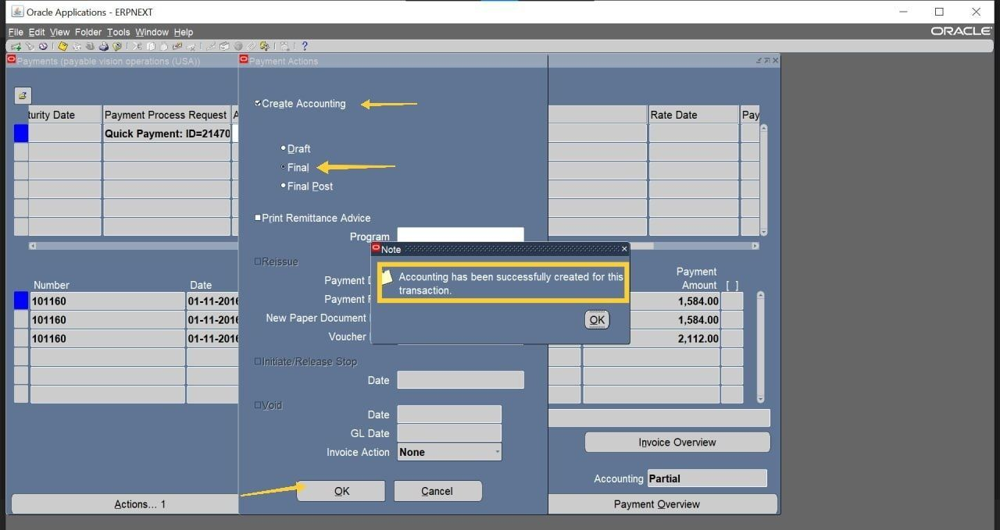 Oracle Applications - ERPNEXT
File Edit View Folder Tools Window Help
ORACLE
Payments (payable vision operations (USA))
Payment Actions
Create Accounting
turity Date
Payment Process Request
Rate Date
Pay
Quick Payment: ID=21470
Draft
Final
Final Post
Print Remittance Advice
Program
Note
Reissue
Accounting has been successfully created for this
transaction.
Payment
Number
Date
Payment
Amount
[ ]
101160 01-11-2016 1,584.00
Payment
OK
New Paper Document
101160 01-11-2016 1,584.00
Voucher
101160 01-11-2016 2,112.00
Initiate/Release Stop
Date
Void
Date
GL Date
Invoice Action None
Invoice Overview
Accounting Partial
OK
Cancel
Actions... 1
Payment Overview